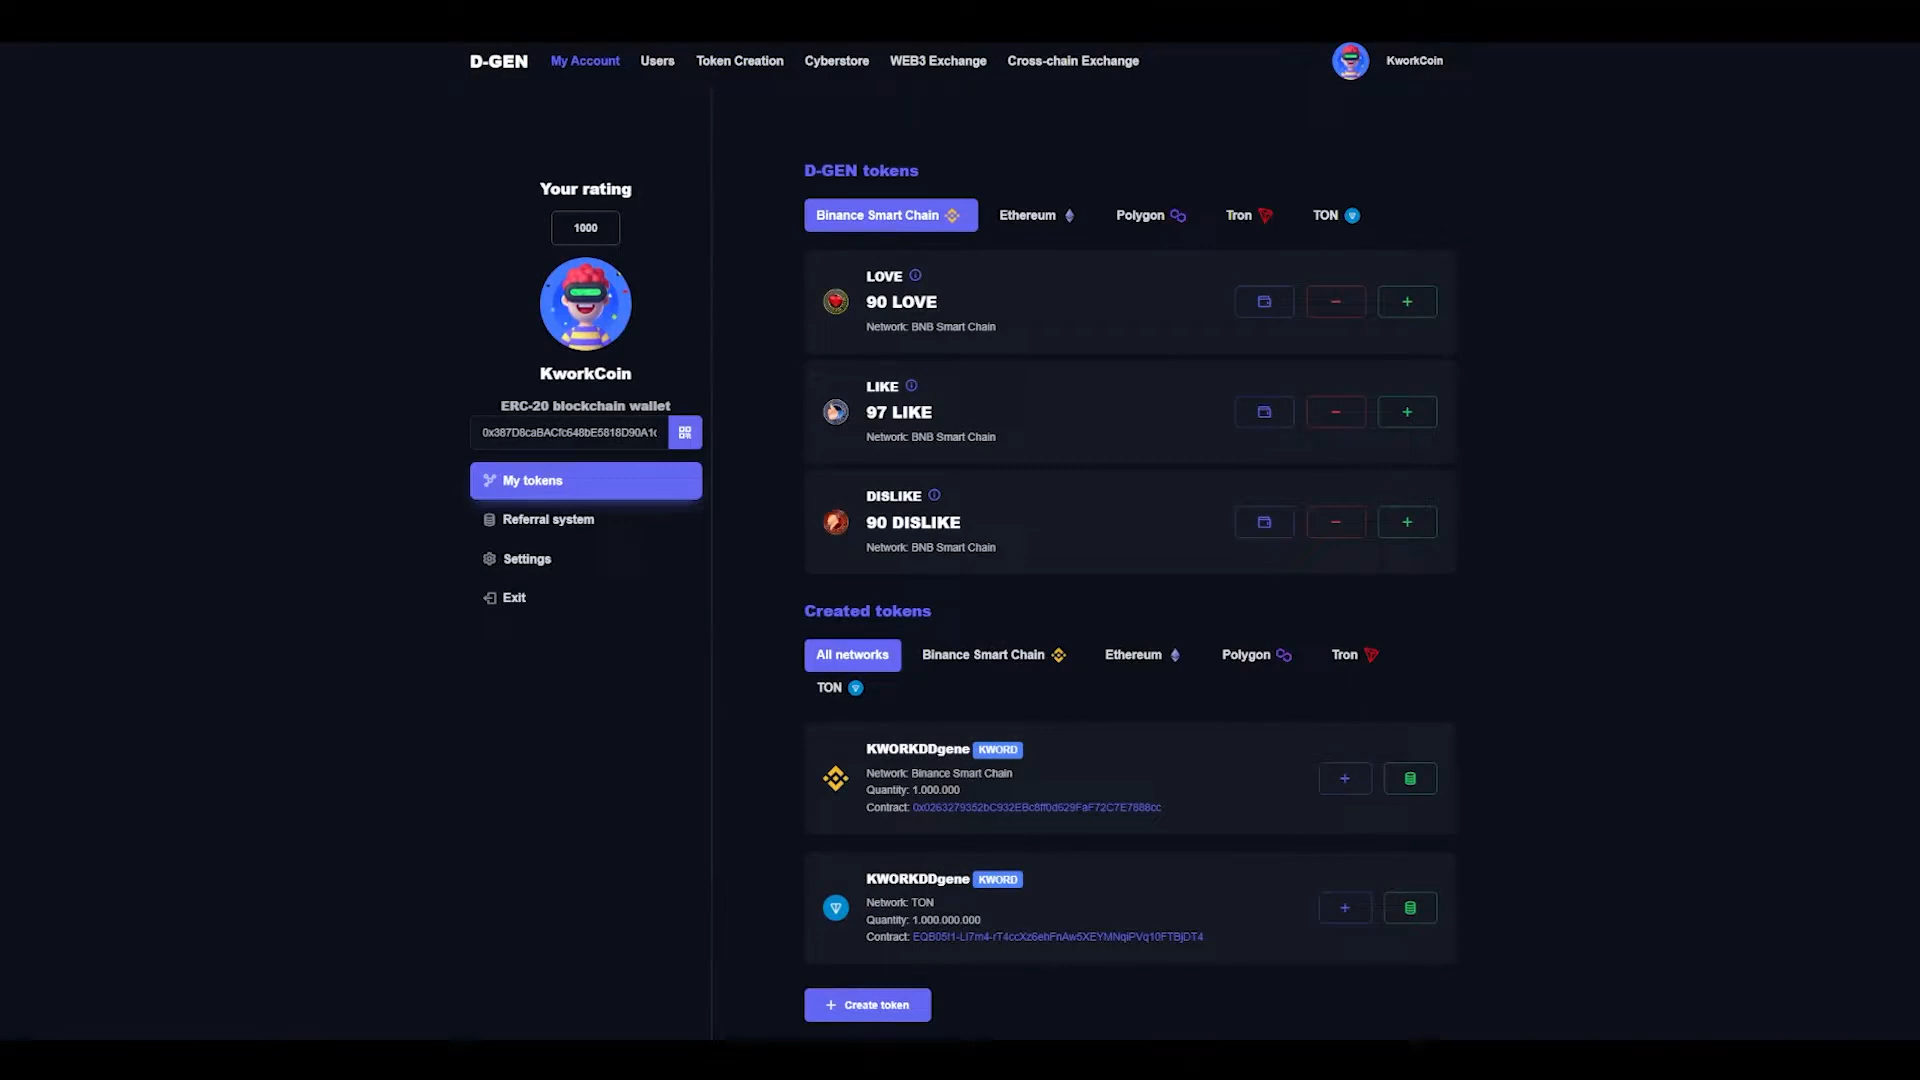 D-GEN My Account Users Token Creation Cyberstore WEB3 Exchange Cross-chain Exchange KworkCoin
Your rating
1000
KworkCoin
ERC-20 blockchain wallet
0x387D8caBACfc648bE5818D90A1
My tokens
Referral system
Settings
Exit
D-GEN tokens
Binance Smart Chain Ethereum Polygon Tron TON
LOVE
90 LOVE
Network: BNB Smart Chain
LIKE
97 LIKE
Network: BNB Smart Chain
DISLIKE
90 DISLIKE
Network: BNB Smart Chain
Created tokens
All networks Binance Smart Chain Ethereum Polygon Tron
TON
KWORKDDgene KWORD
Network: Binance Smart Chain
Quantity: 1.000.000
Contract: 0x0263279352bC932EBc8ff0d629FaF72C7E7888cc
KWORKDDgene KWORD
Network: TON
Quantity: 1.000.000.000
Contract:
Create token